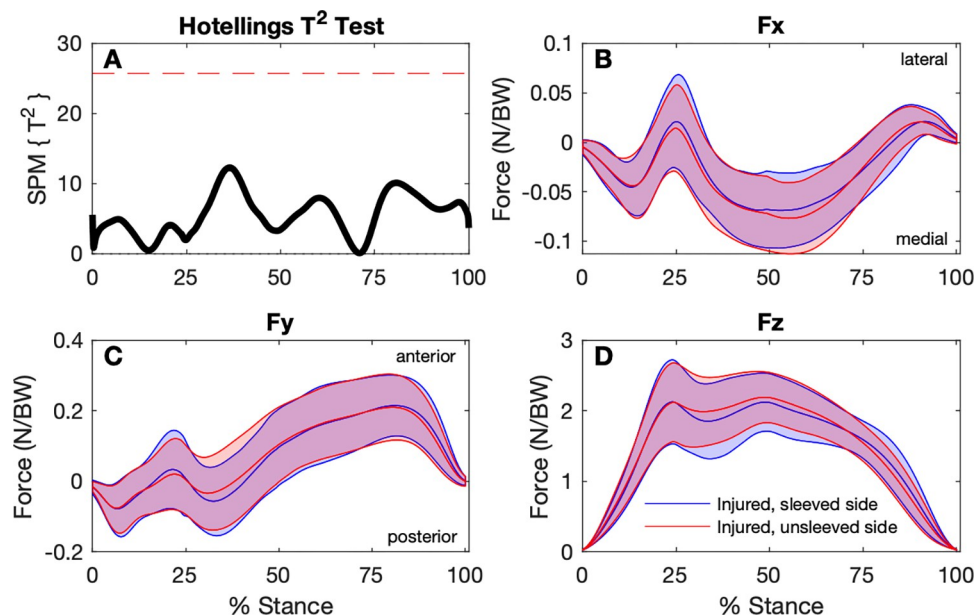 Hotellings T² Test
A
SPM { T² }
30
20
10
0
0 25 50 75 100
Fx
B
lateral
medial
Force (N/BW)
0.1
0.05
0
-0.05
-0.1
0 25 50 75 100
Fy
C
anterior
posterior
Force (N/BW)
0.4
0.2
0
-0.2
0 25 50 75 100
% Stance
Fz
D
Force (N/BW)
3
2
1
0
Injured, sleeved side
Injured, unsleeved side
0 25 50 75 100
% Stance